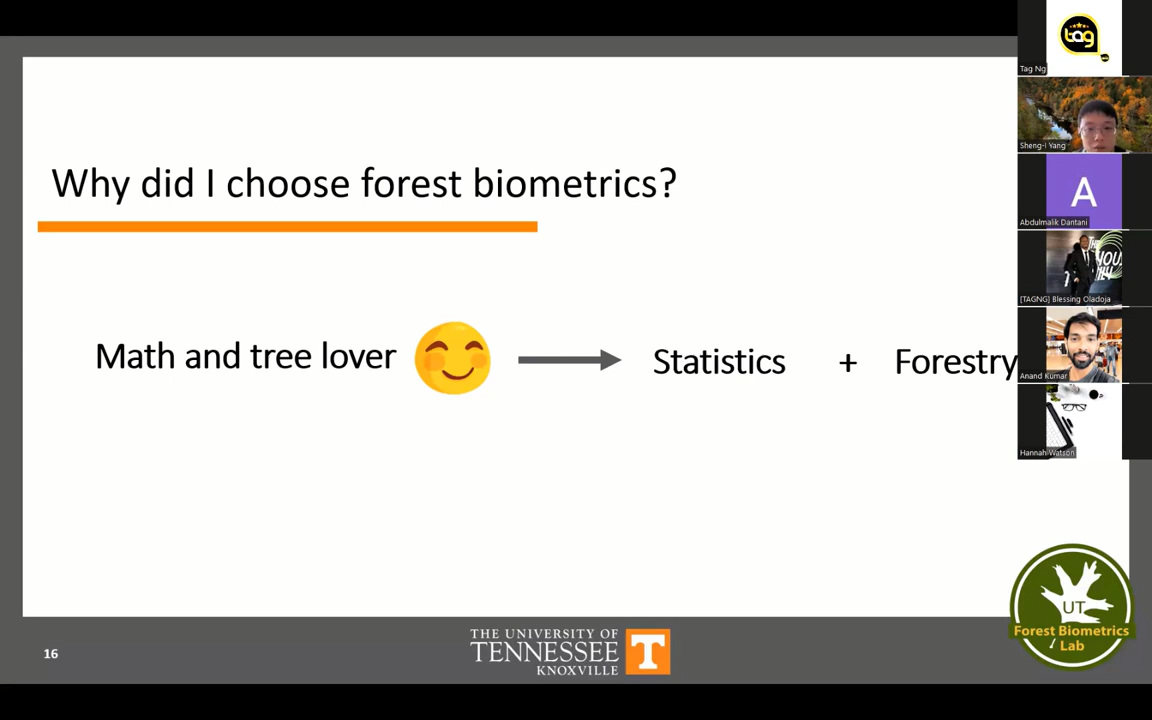 Why did I choose forest biometrics?
Math and tree lover
Statistics + Forestry
16
THE UNIVERSITY OF
TENNESSEE
KNOXVILLE
T
UT
Forest Biometrics
Lab
tag
Tag Ng
Sheng-i Yang
A
Abdulmalik Dantani
[TAGNG] Blessing Oladoja
Anand Kumar
Hannah Watson